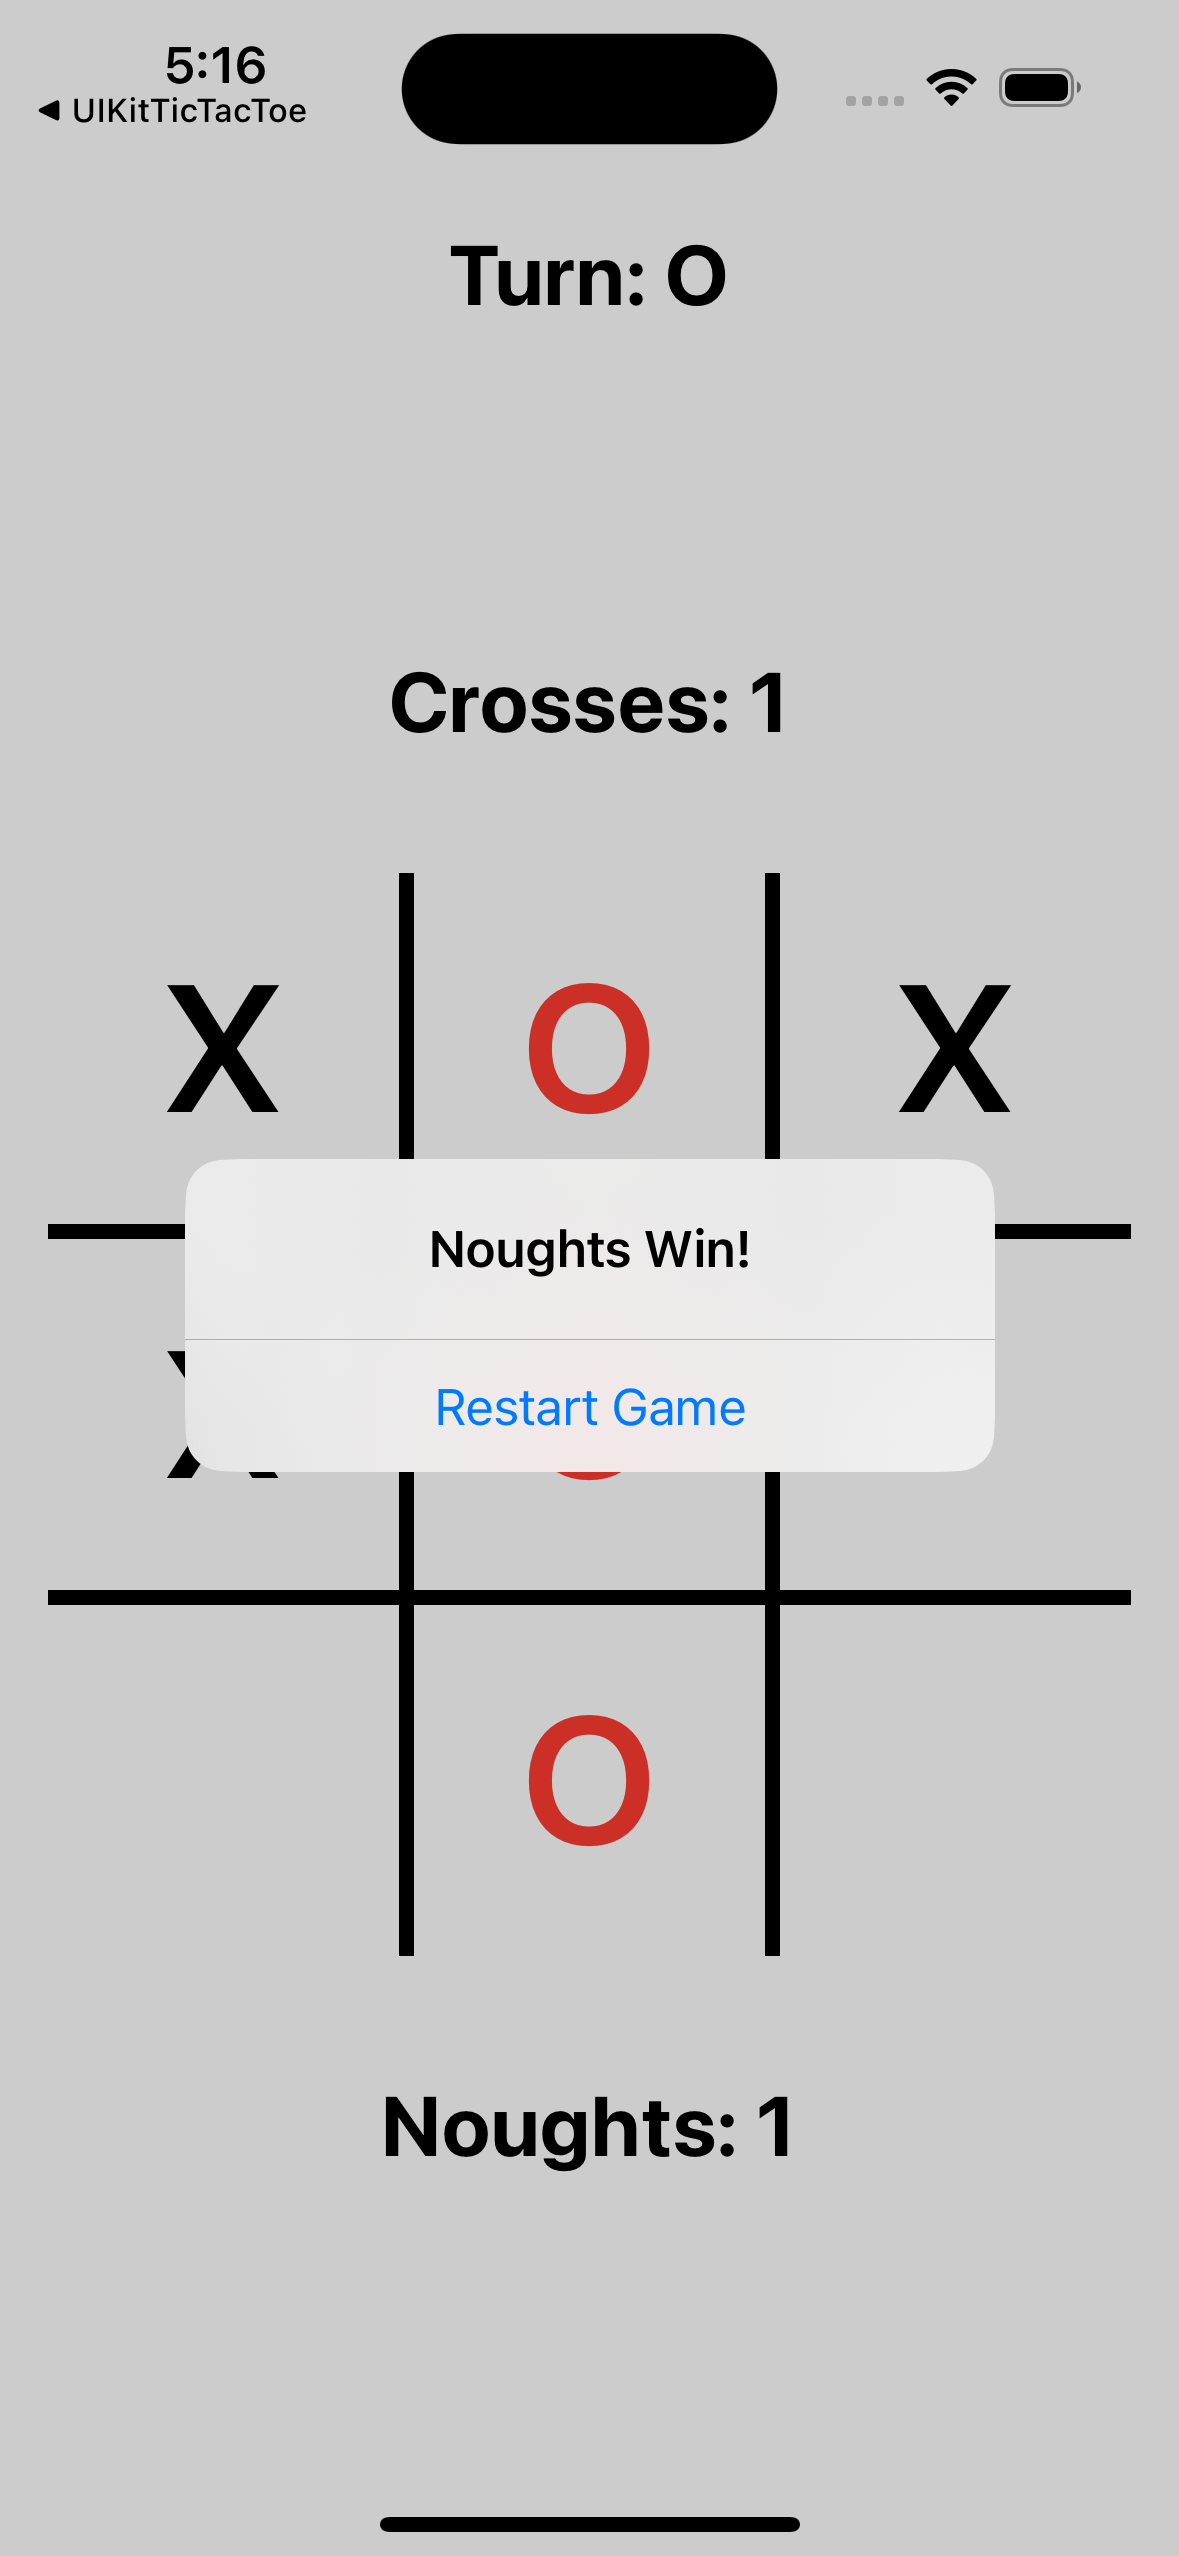 5:16
◀ UIKitTicTacToe
Turn: O
Crosses: 1
X O X
Noughts Win!
Restart Game
X O
O
Noughts: 1